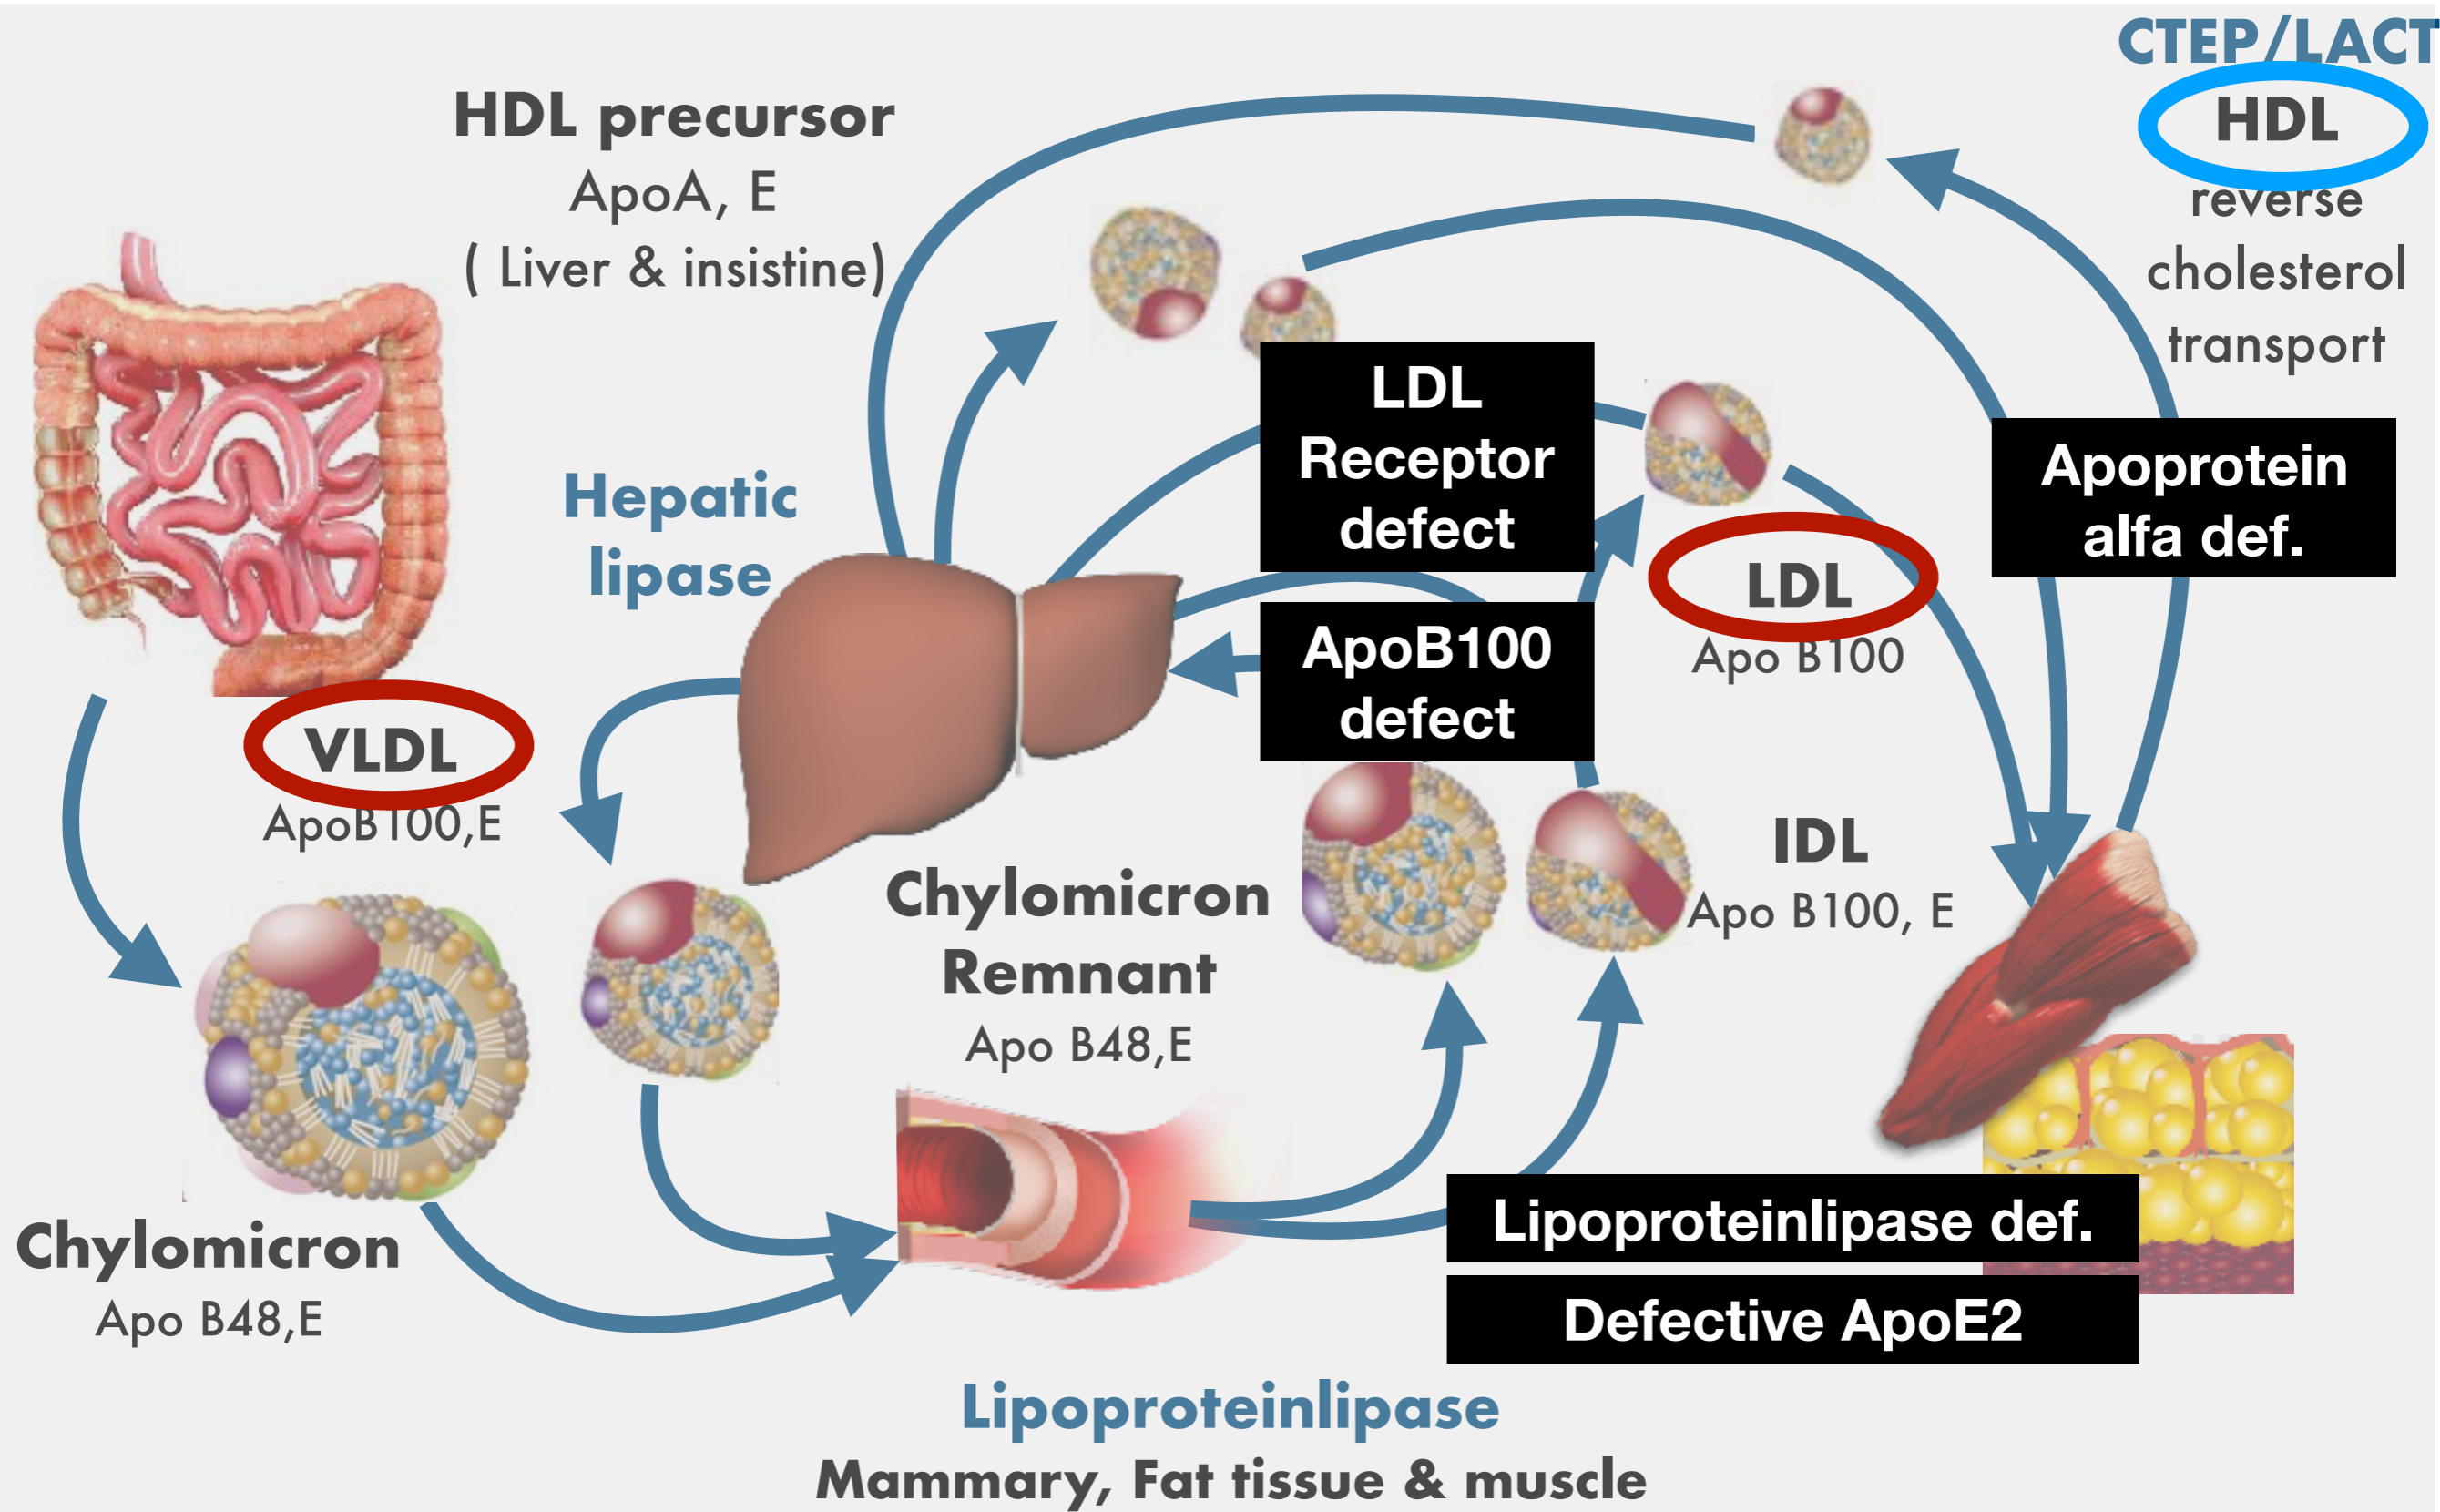 CTEP/LACT
HDL
reverse
cholesterol
transport
HDL precursor
ApoA, E
( Liver & insistine)
LDL
Receptor
defect
Apoprotein
alfa def.
Hepatic
lipase
LDL
Apo B100
ApoB100
defect
VLDL
ApoB100,E
IDL
Apo B100, E
Chylomicron
Remnant
Apo B48,E
Chylomicron
Apo B48,E
Lipoproteinlipase def.
Defective ApoE2
Lipoproteinlipase
Mammary, Fat tissue & muscle